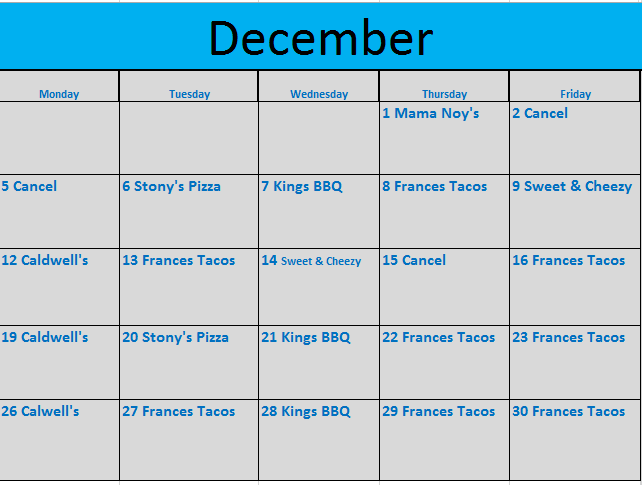 December
Monday Tuesday Wednesday Thursday Friday
1 Mama Noy's 2 Cancel
5 Cancel 6 Stony's Pizza 7 Kings BBQ 8 Frances Tacos 9 Sweet & Cheezy
12 Caldwell's 13 Frances Tacos 14 Sweet & Cheezy 15 Cancel 16 Frances Tacos
19 Caldwell's 20 Stony's Pizza 21 Kings BBQ 22 Frances Tacos 23 Frances Tacos
26 Calwell's 27 Frances Tacos 28 Kings BBQ 29 Frances Tacos 30 Frances Tacos